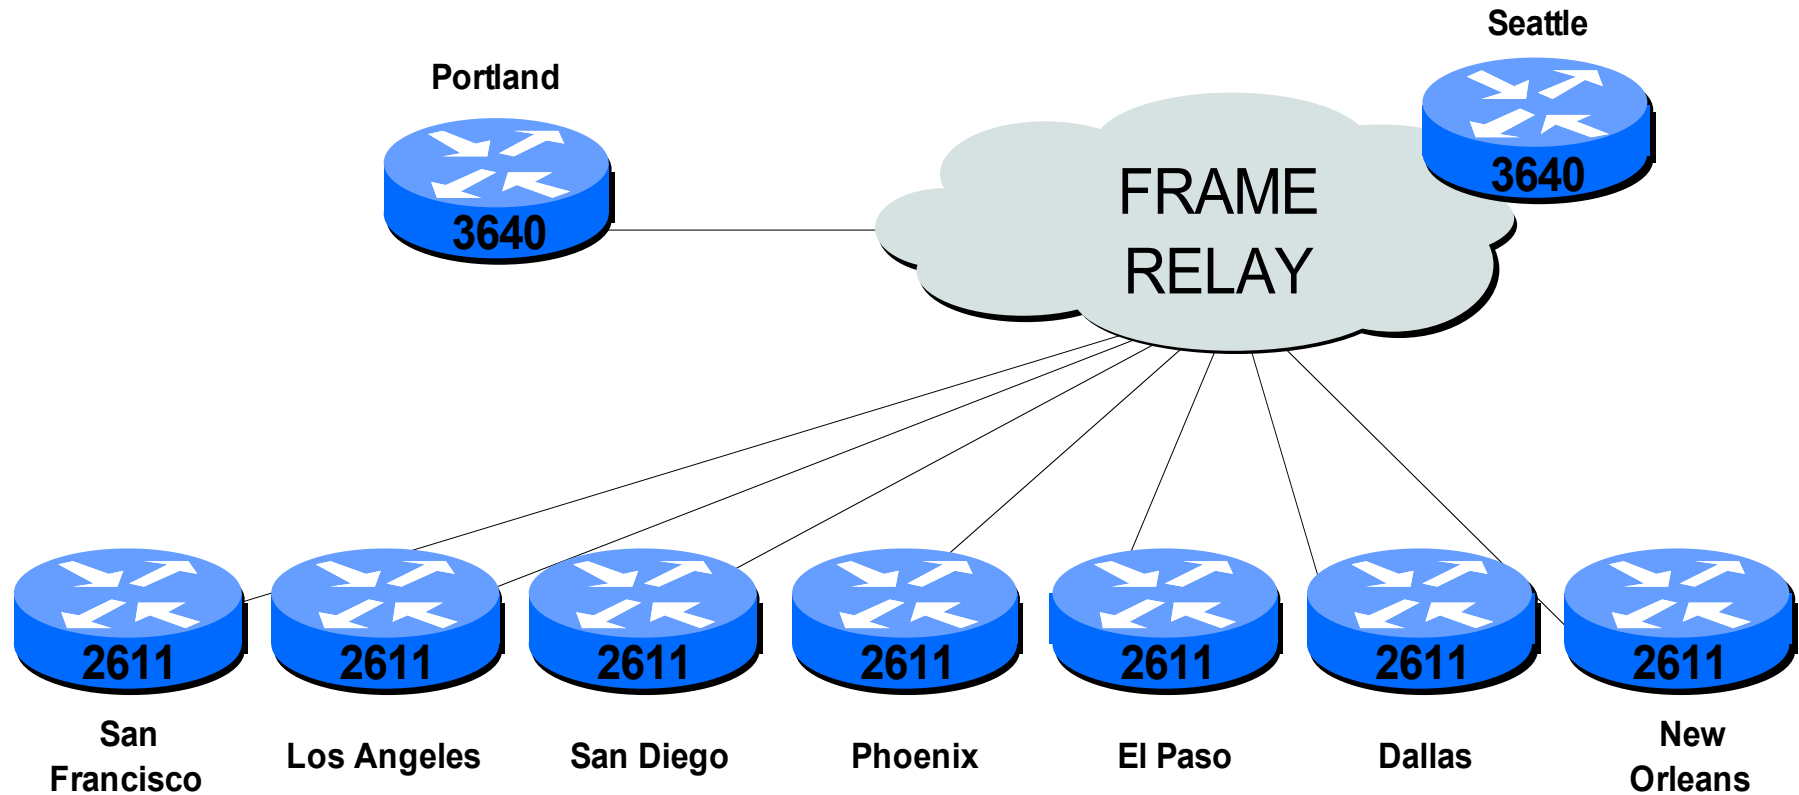 Seattle
Portland
3640
3640
FRAME
RELAY
2611
2611
2611
2611
2611
2611
2611
San
Francisco
Los Angeles
San Diego
Phoenix
El Paso
Dallas
New
Orleans